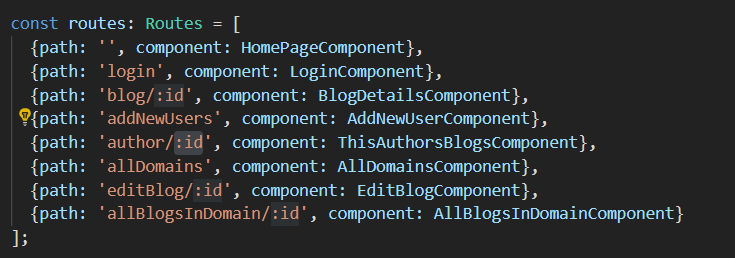 const routes: Routes = [
{path: '', component: HomePageComponent},
{path: 'login', component: LoginComponent},
{path: 'blog/:id', component: BlogDetailsComponent},
{path: 'addNewUsers', component: AddNewUserComponent},
{path: 'author/:id', component: ThisAuthorsBlogsComponent},
{path: 'allDomains', component: AllDomainsComponent},
{path: 'editBlog/:id', component: EditBlogComponent},
{path: 'allBlogsInDomain/:id', component: AllBlogsInDomainComponent}
];